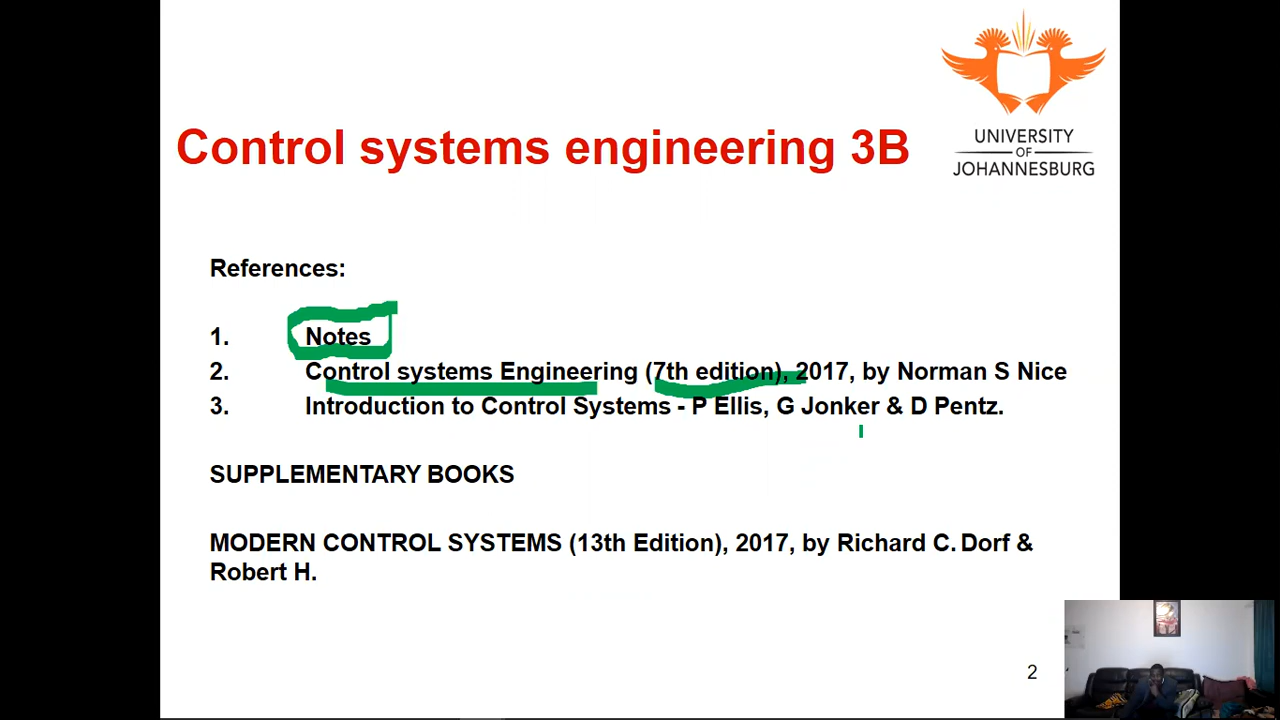 UNIVERSITY
OF
JOHANNESBURG
Control systems engineering 3B
References:
1. Notes
2. Control systems Engineering (7th edition), 2017, by Norman S Nice
3. Introduction to Control Systems - P Ellis, G Jonker & D Pentz.
SUPPLEMENTARY BOOKS
MODERN CONTROL SYSTEMS (13th Edition), 2017, by Richard C. Dorf &
Robert H.
2